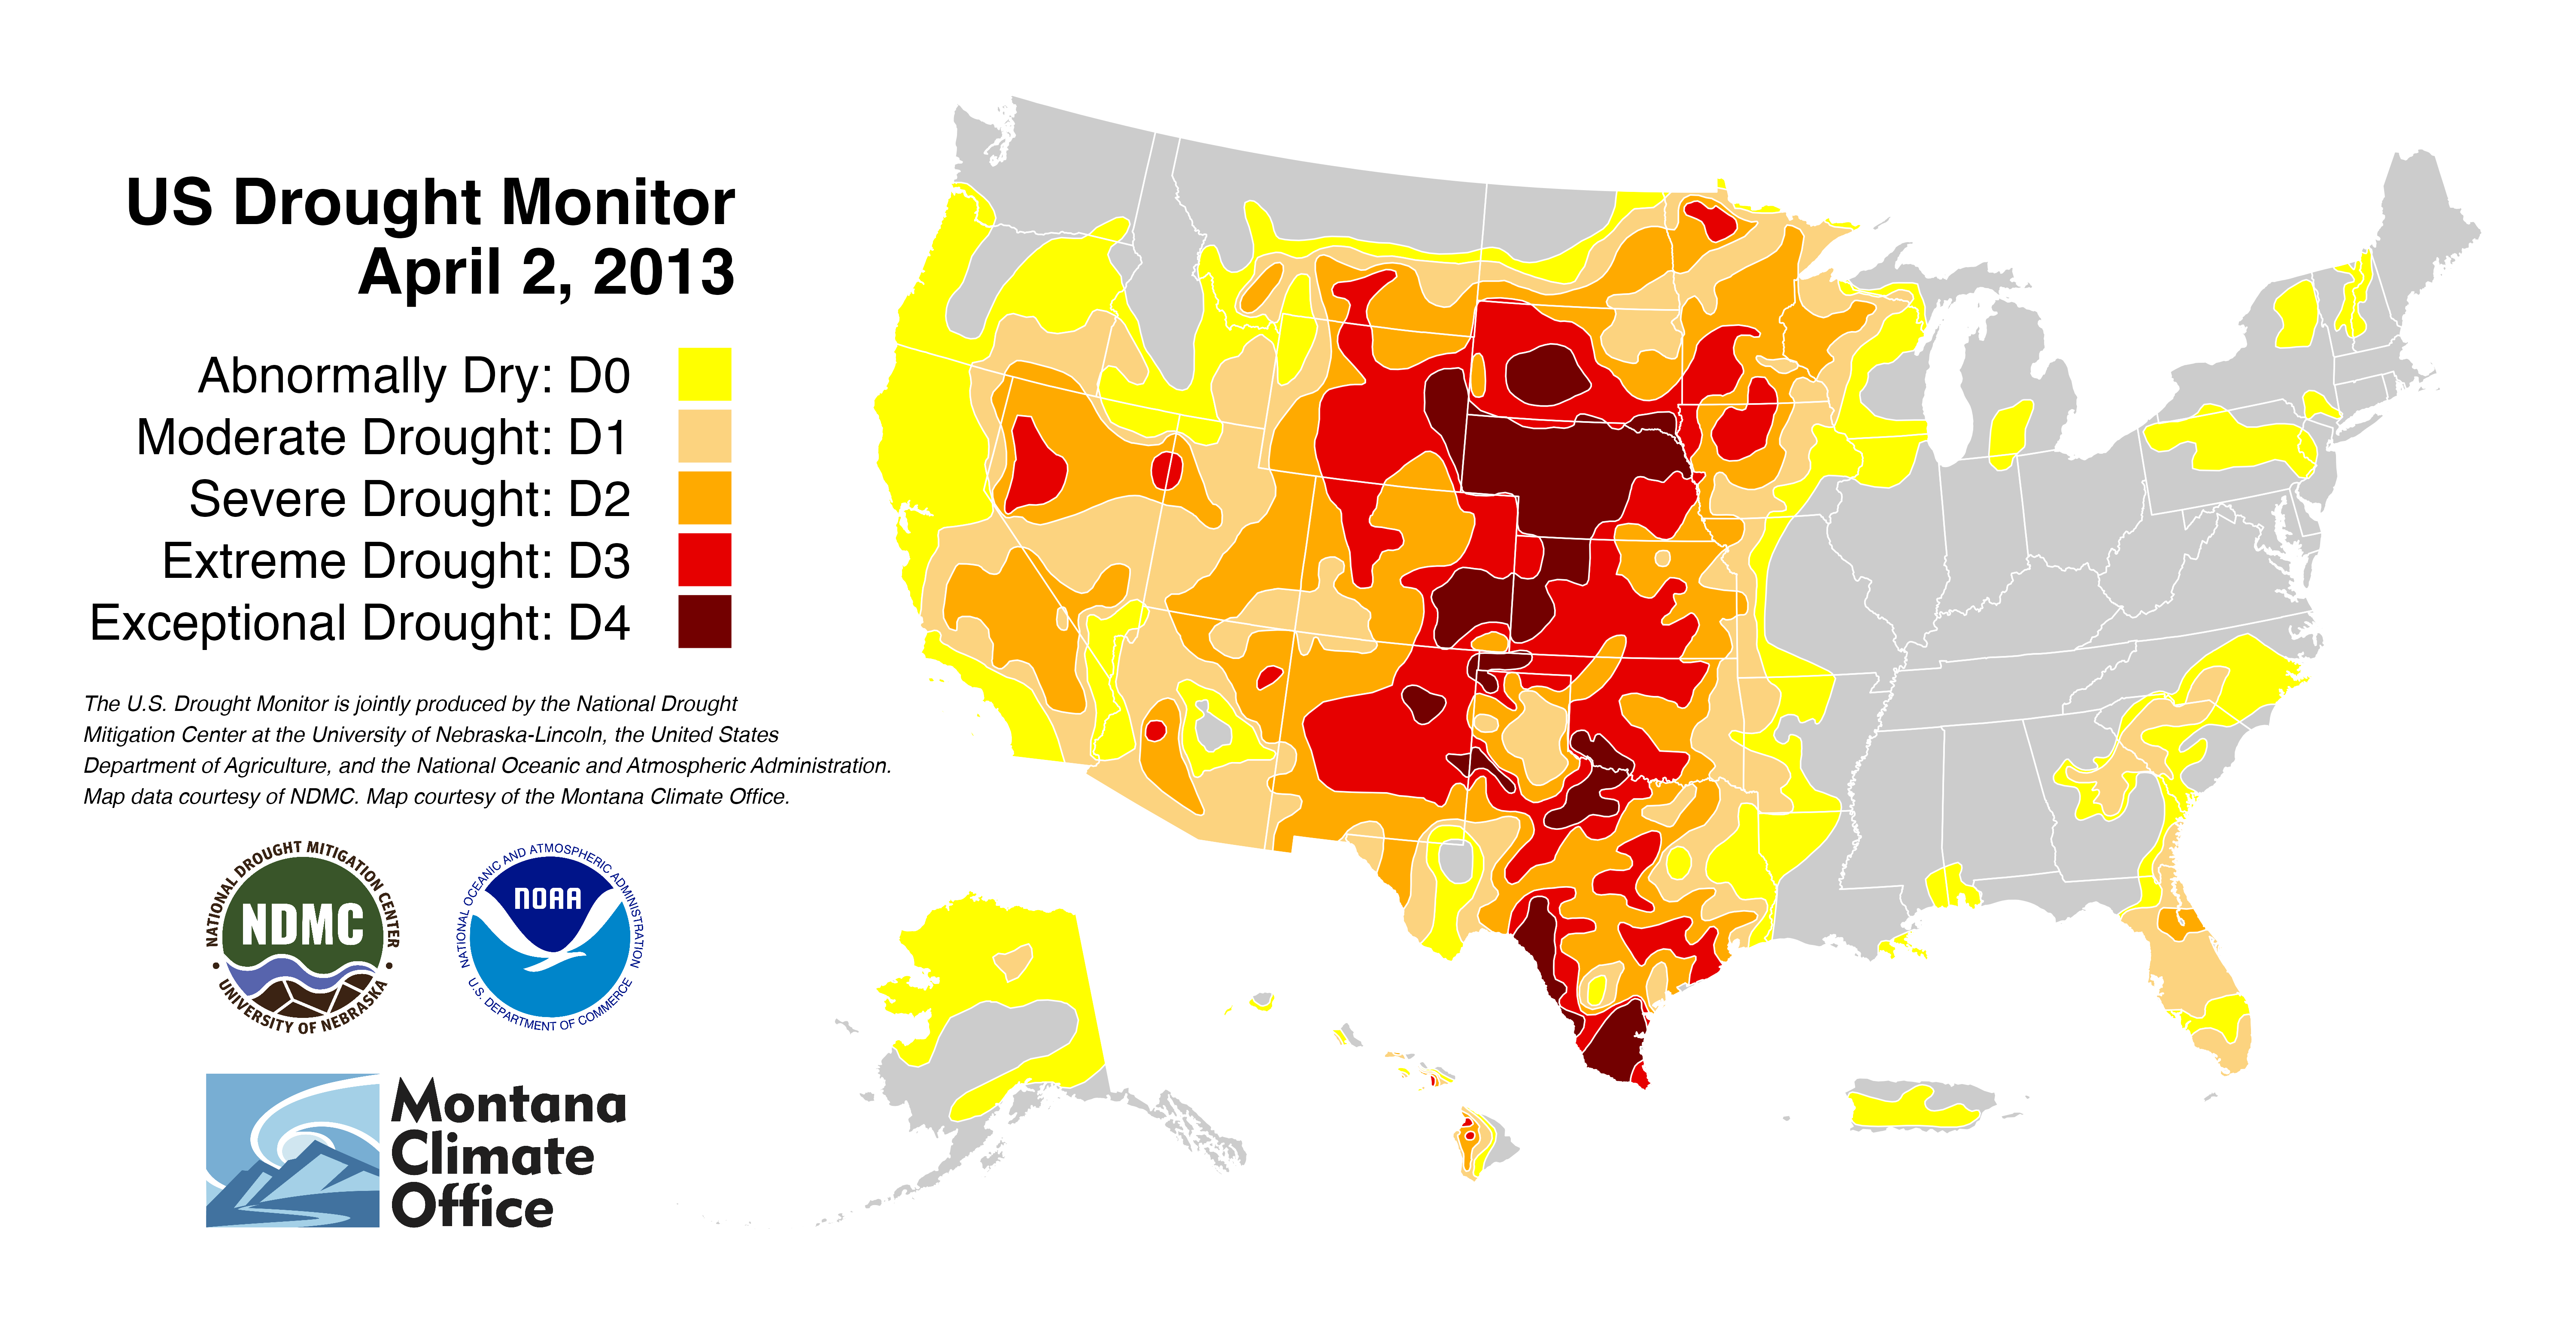 US Drought Monitor
April 2, 2013
Abnormally Dry: D0
Moderate Drought: D1
Severe Drought: D2
Extreme Drought: D3
Exceptional Drought: D4
The U.S. Drought Monitor is jointly produced by the National Drought
Mitigation Center at the University of Nebraska-Lincoln, the United States
Department of Agriculture, and the National Oceanic and Atmospheric Administration.
Map data courtesy of NDMC. Map courtesy of the Montana Climate Office.
NATIONAL DROUGHT MITIGATION CENTER
NDMC
• UNIVERSITY OF NEBRASKA •
NATIONAL OCEANIC AND ATMOSPHERIC ADMINISTRATION
NOAA
U.S. DEPARTMENT OF COMMERCE
Montana
Climate
Office